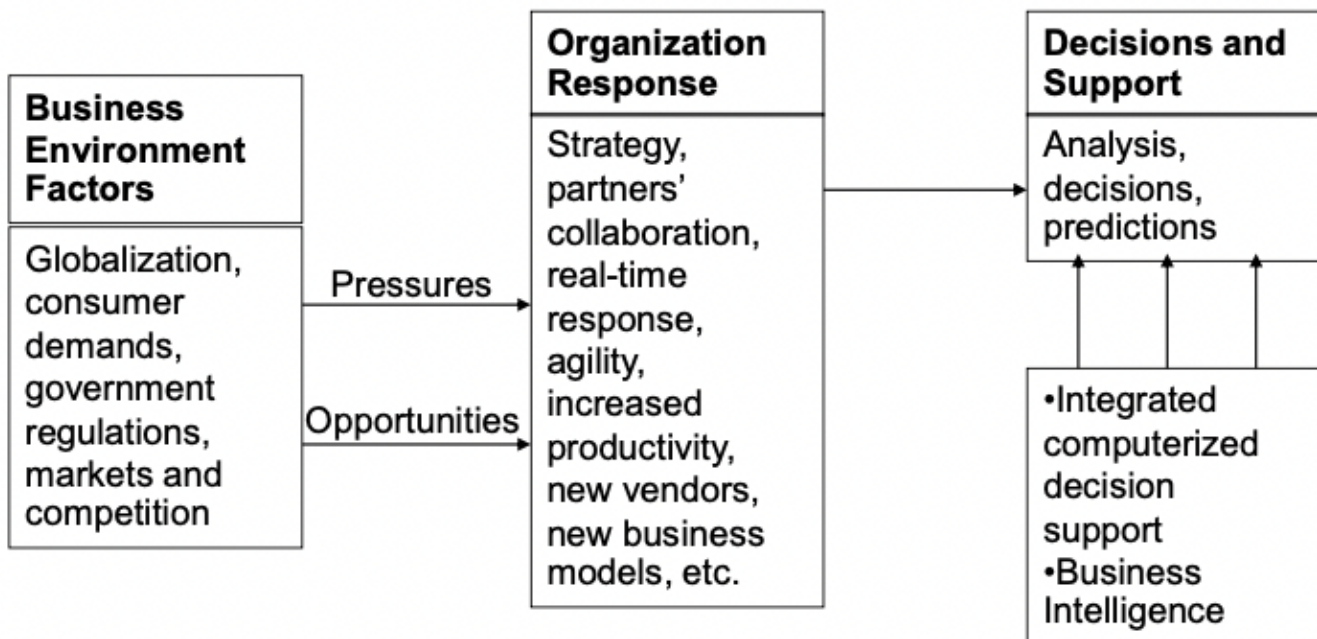 Business
Environment
Factors
Globalization,
consumer
demands,
government
regulations,
markets and
competition
Pressures
Opportunities
Organization
Response
Strategy,
partners’
collaboration,
real-time
response,
agility,
increased
productivity,
new vendors,
new business
models, etc.
Decisions and
Support
Analysis,
decisions,
predictions
•Integrated
computerized
decision
support
•Business
Intelligence